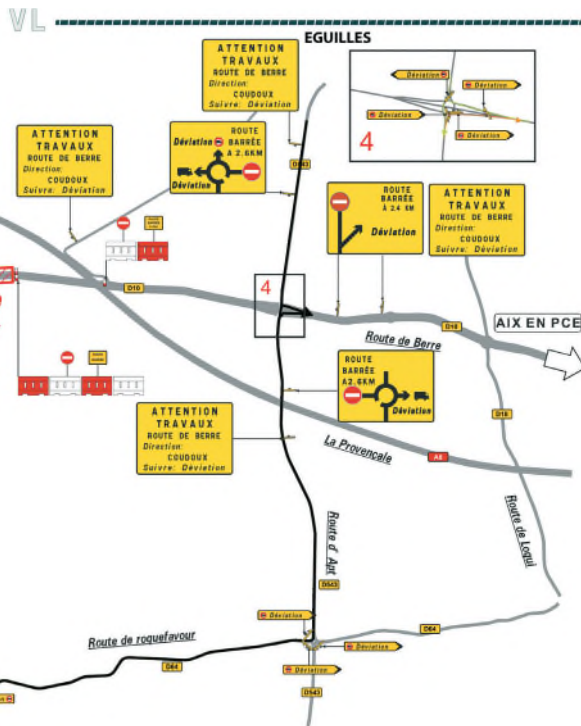 VL
EGUILLES
ATTENTION
TRAVAUX
ROUTE DE BERRE
Direction:
COUDOUX
Suivre: Déviation
Déviation
Déviation
Déviation
Déviation
4
ATTENTION
TRAVAUX
ROUTE DE BERRE
Direction:
COUDOUX
Suivre: Déviation
ROUTE
BARRÉE
A 2.6KM
Déviation
Déviation
D543
ROUTE
BARRÉE
À 2.4 KM
Déviation
ATTENTION
TRAVAUX
ROUTE DE BERRE
Direction:
COUDOUX
Suivre: Déviation
4
D10
D10
Route de Berre
AIX EN PCE
ROUTE
BARRÉE
A2.6KM
Déviation
ATTENTION
TRAVAUX
ROUTE DE BERRE
Direction:
COUDOUX
Suivre: Déviation
La Provençale
A8
D18
Route de Loqui
Route d' Apt
D543
Déviation
Route de roquefavour
D64
D64
Déviation
Déviation
D543